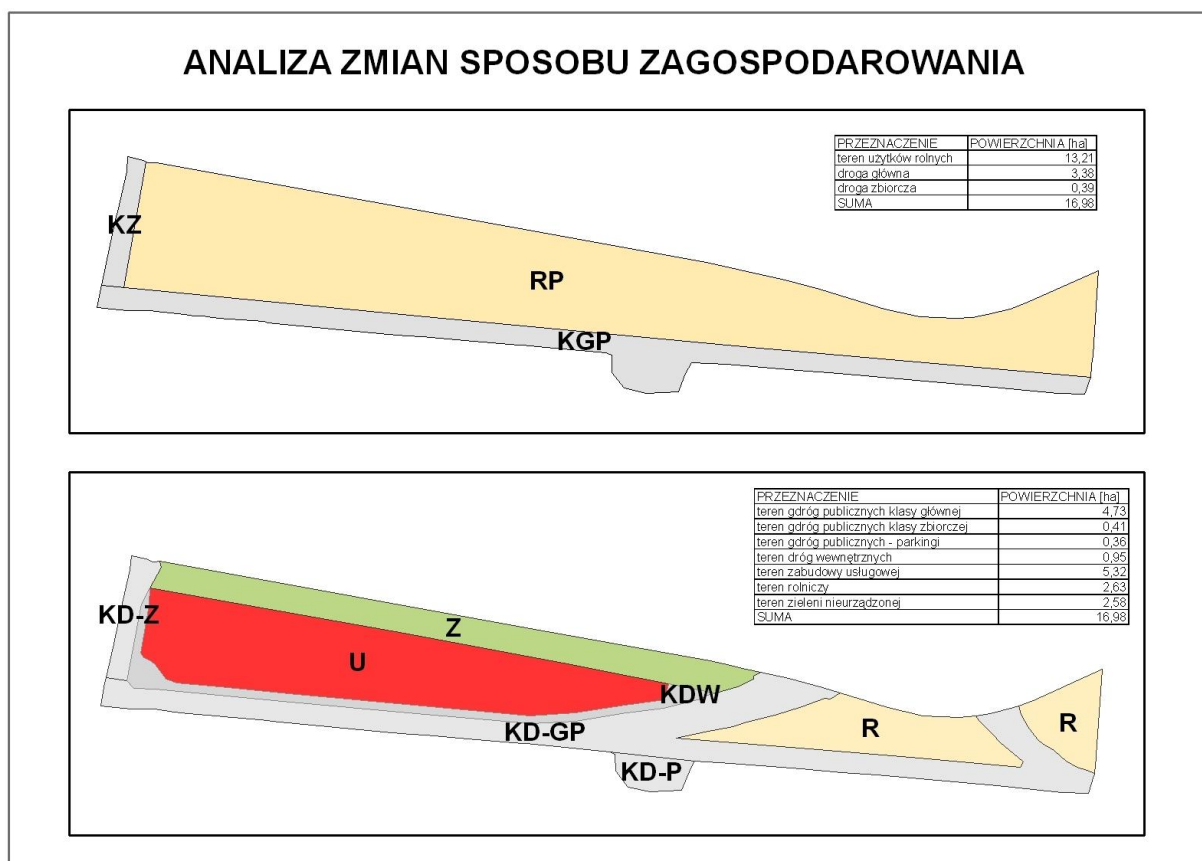 ANALIZA ZMIAN SPOSOBU ZAGOSPODAROWANIA
PRZEZNACZENIE POWIERZCHNIA [ha]
teren użytków rolnych 13,21
droga główna 3,38
droga zbiorcza 0,39
SUMA 16,98
KZ
RP
KGP
PRZEZNACZENIE POWIERZCHNIA [ha]
teren gdróg publicznych klasy głównej 4,73
teren gdróg publicznych klasy zbiorczej 0,41
teren gdróg publicznych - parkingi 0,36
teren dróg wewnętrznych 0,95
teren zabudowy usługowej 5,32
teren rolniczy 2,63
teren zieleni nieurządzonej 2,58
SUMA 16,98
KD-Z
Z
U
KDW
KD-GP
R
R
KD-P